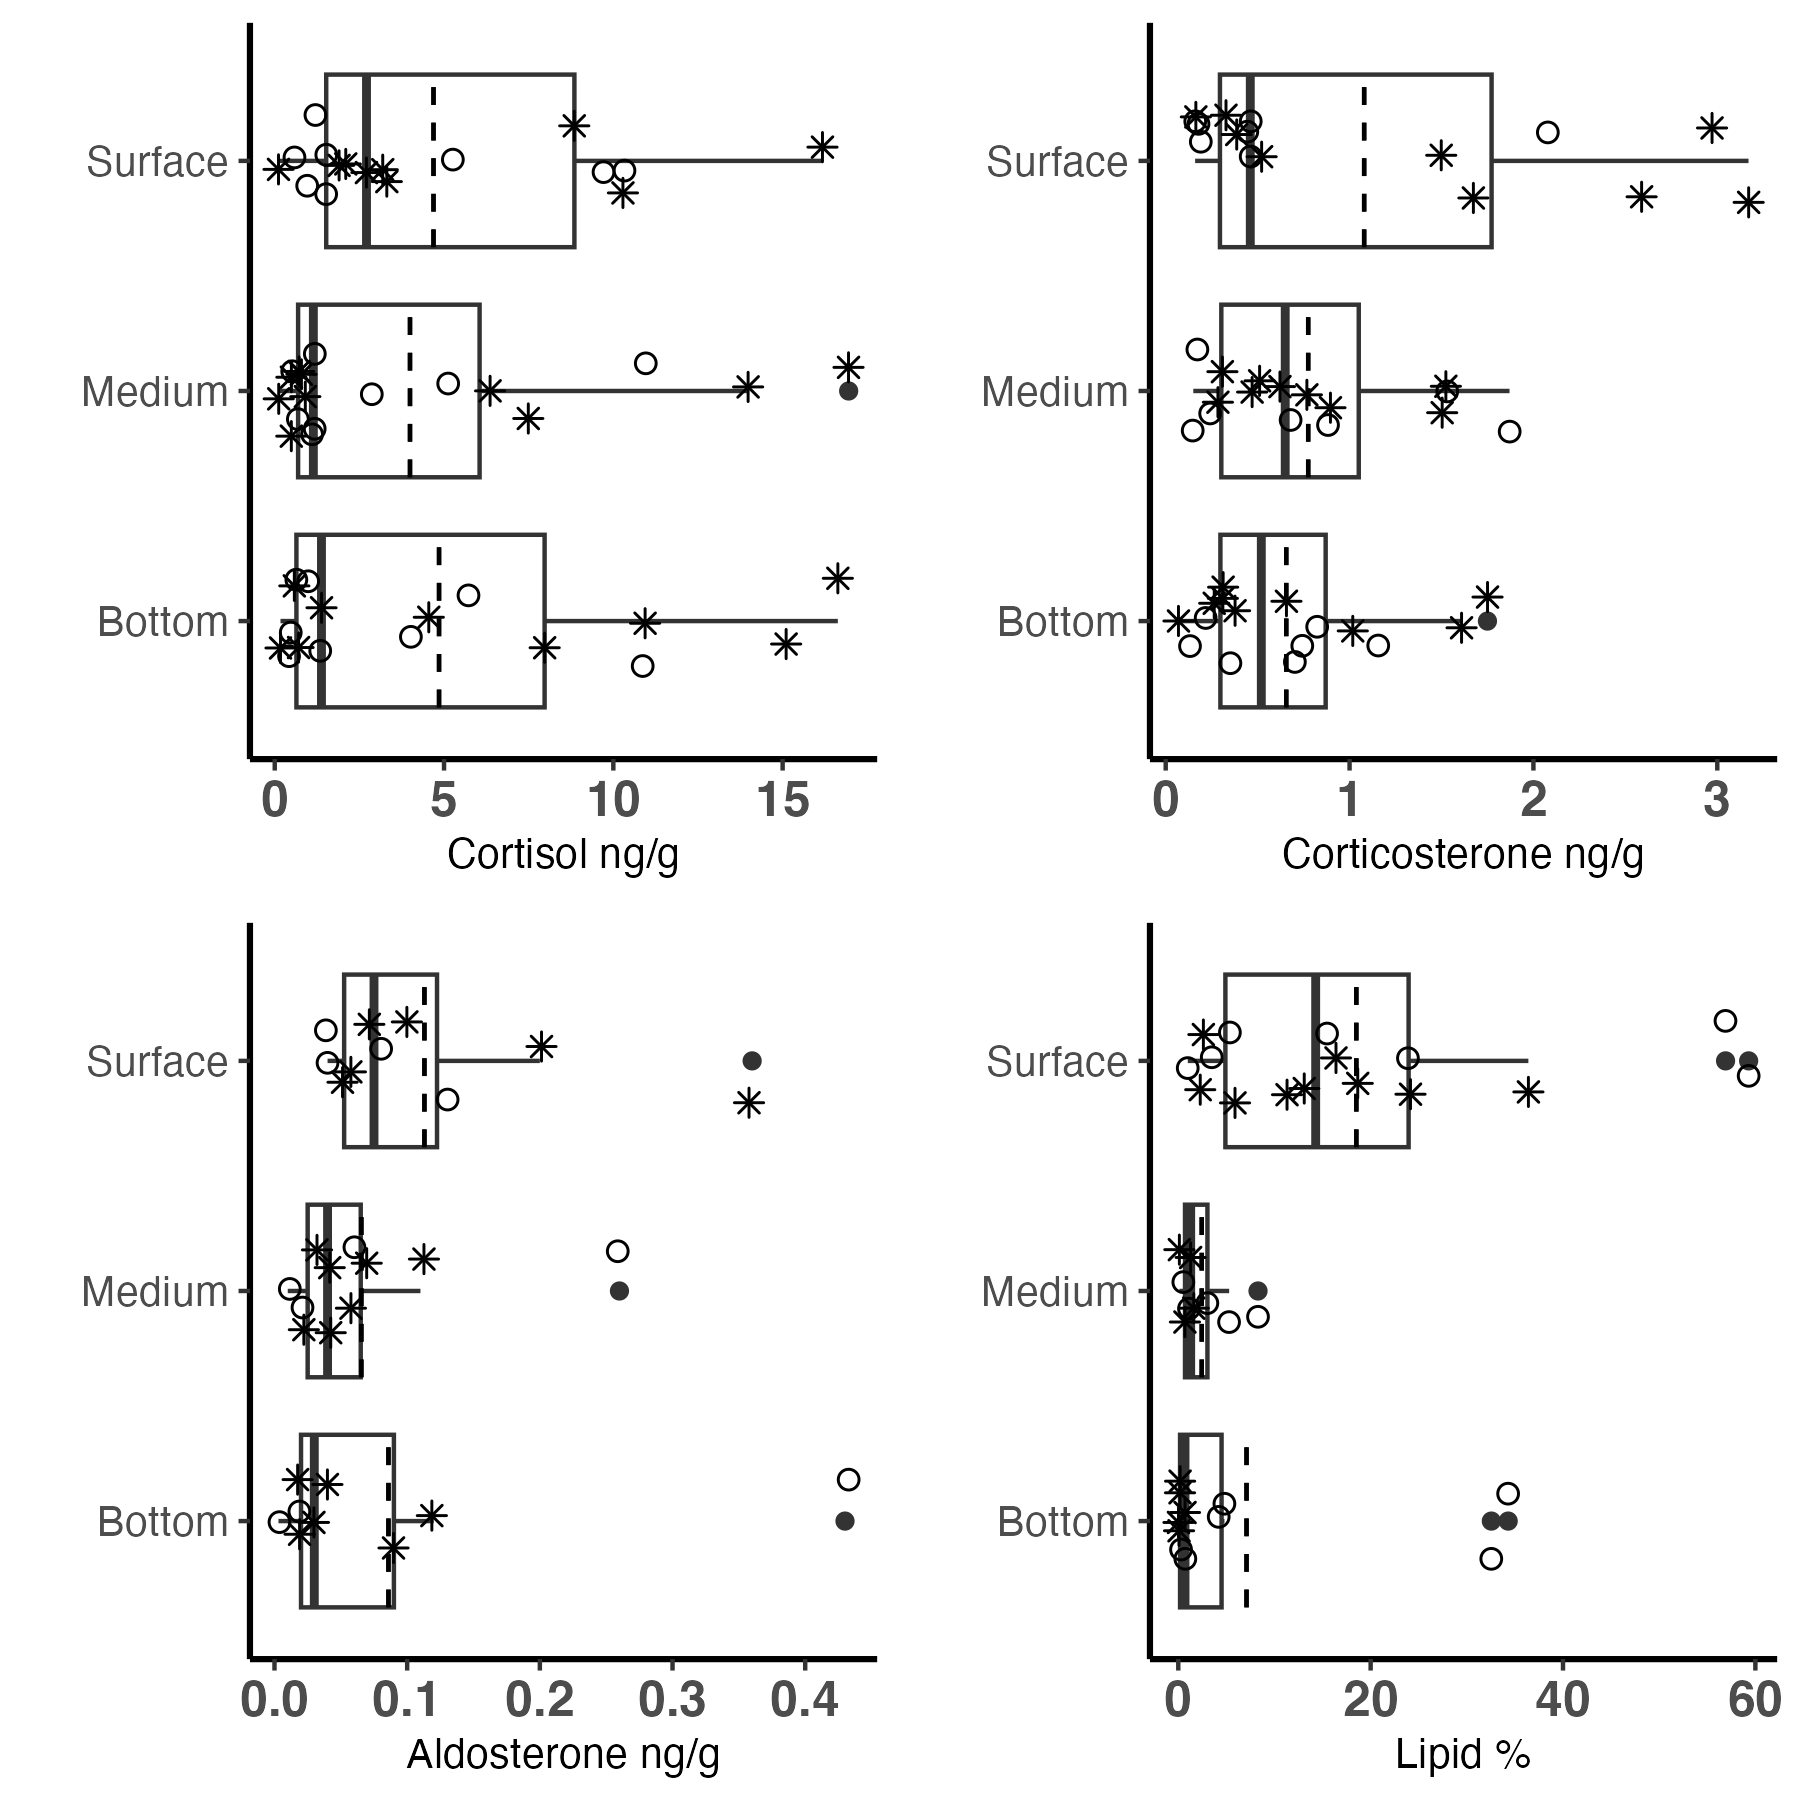 Surface
Medium
Bottom
0 5 10 15
Cortisol ng/g
Surface
Medium
Bottom
0 1 2 3
Corticosterone ng/g
Surface
Medium
Bottom
0.0 0.1 0.2 0.3 0.4
Aldosterone ng/g
Surface
Medium
Bottom
0 20 40 60
Lipid %